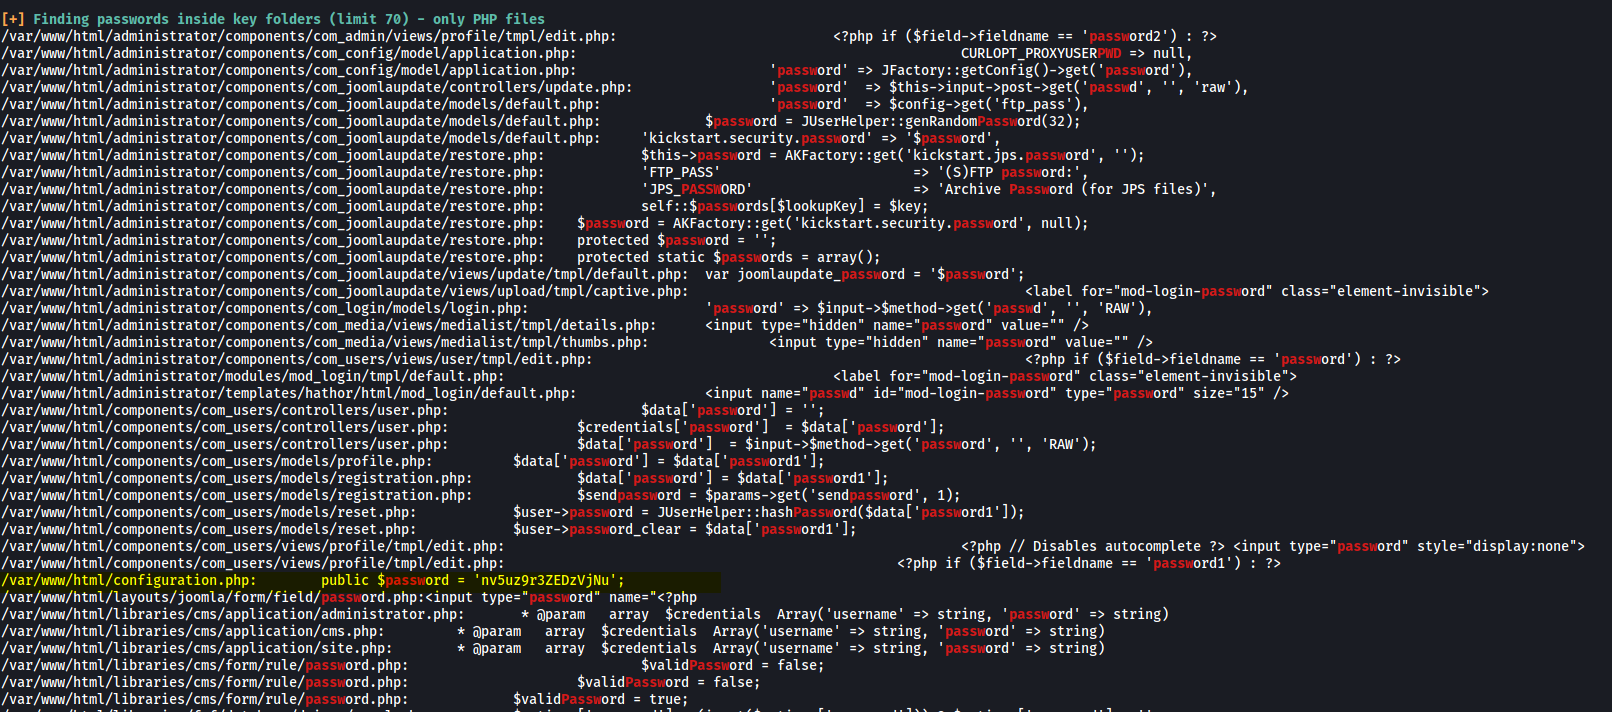 [+] Finding passwords inside key folders (limit 70) - only PHP files
/var/www/html/administrator/components/com_admin/views/profile/tmpl/edit.php: <?php if ($field->fieldname == 'password2') : ?>
/var/www/html/administrator/components/com_config/model/application.php: CURLOPT_PROXYUSERPWD => null,
/var/www/html/administrator/components/com_config/model/application.php: 'password' => JFactory::getConfig()->get('password'),
/var/www/html/administrator/components/com_joomlaupdate/controllers/update.php: 'password' => $this->input->post->get('passwd', '', 'raw'),
/var/www/html/administrator/components/com_joomlaupdate/models/default.php: 'password' => $config->get('ftp_pass'),
/var/www/html/administrator/components/com_joomlaupdate/models/default.php: $password = JUserHelper::genRandomPassword(32);
/var/www/html/administrator/components/com_joomlaupdate/models/default.php: 'kickstart.security.password' => '$password',
/var/www/html/administrator/components/com_joomlaupdate/restore.php: $this->password = AKFactory::get('kickstart.jps.password', '');
/var/www/html/administrator/components/com_joomlaupdate/restore.php: 'FTP_PASS' => '(S)FTP password:',
/var/www/html/administrator/components/com_joomlaupdate/restore.php: 'JPS_PASSWORD' => 'Archive Password (for JPS files)',
/var/www/html/administrator/components/com_joomlaupdate/restore.php: self::$passwords[$lookupKey] = $key;
/var/www/html/administrator/components/com_joomlaupdate/restore.php: $password = AKFactory::get('kickstart.security.password', null);
/var/www/html/administrator/components/com_joomlaupdate/restore.php: protected $password = '';
/var/www/html/administrator/components/com_joomlaupdate/restore.php: protected static $passwords = array();
/var/www/html/administrator/components/com_joomlaupdate/views/update/tmpl/default.php: var joomlaupdate_password = '$password';
/var/www/html/administrator/components/com_joomlaupdate/views/upload/tmpl/captive.php: <label for="mod-login-password" class="element-invisible">
/var/www/html/administrator/components/com_login/models/login.php: 'password' => $input->$method->get('passwd', '', 'RAW'),
/var/www/html/administrator/components/com_media/views/medialist/tmpl/details.php: <input type="hidden" name="password" value="" />
/var/www/html/administrator/components/com_media/views/medialist/tmpl/thumbs.php: <input type="hidden" name="password" value="" />
/var/www/html/administrator/components/com_users/views/user/tmpl/edit.php: <?php if ($field->fieldname == 'password') : ?>
/var/www/html/administrator/modules/mod_login/tmpl/default.php: <label for="mod-login-password" class="element-invisible">
/var/www/html/administrator/templates/hathor/html/mod_login/default.php: <input name="passwd" id="mod-login-password" type="password" size="15" />
/var/www/html/components/com_users/controllers/user.php: $data['password'] = '';
/var/www/html/components/com_users/controllers/user.php: $credentials['password'] = $data['password'];
/var/www/html/components/com_users/controllers/user.php: $data['password'] = $input->$method->get('password', '', 'RAW');
/var/www/html/components/com_users/models/profile.php: $data['password'] = $data['password1'];
/var/www/html/components/com_users/models/registration.php: $data['password'] = $data['password1'];
/var/www/html/components/com_users/models/registration.php: $sendpassword = $params->get('sendpassword', 1);
/var/www/html/components/com_users/models/reset.php: $user->password = JUserHelper::hashPassword($data['password1']);
/var/www/html/components/com_users/models/reset.php: $user->password_clear = $data['password1'];
/var/www/html/components/com_users/views/profile/tmpl/edit.php: <?php // Disables autocomplete ?> <input type="password" style="display:none">
/var/www/html/components/com_users/views/profile/tmpl/edit.php: <?php if ($field->fieldname == 'password1') : ?>
/var/www/html/configuration.php: public $password = 'nv5uz9r3ZEDzVjNu';
/var/www/html/layouts/joomla/form/field/password.php:<input type="password" name="<?php
/var/www/html/libraries/cms/application/administrator.php: * @param array $credentials Array('username' => string, 'password' => string)
/var/www/html/libraries/cms/application/cms.php: * @param array $credentials Array('username' => string, 'password' => string)
/var/www/html/libraries/cms/application/site.php: * @param array $credentials Array('username' => string, 'password' => string)
/var/www/html/libraries/cms/form/rule/password.php: $validPassword = false;
/var/www/html/libraries/cms/form/rule/password.php: $validPassword = false;
/var/www/html/libraries/cms/form/rule/password.php: $validPassword = true;